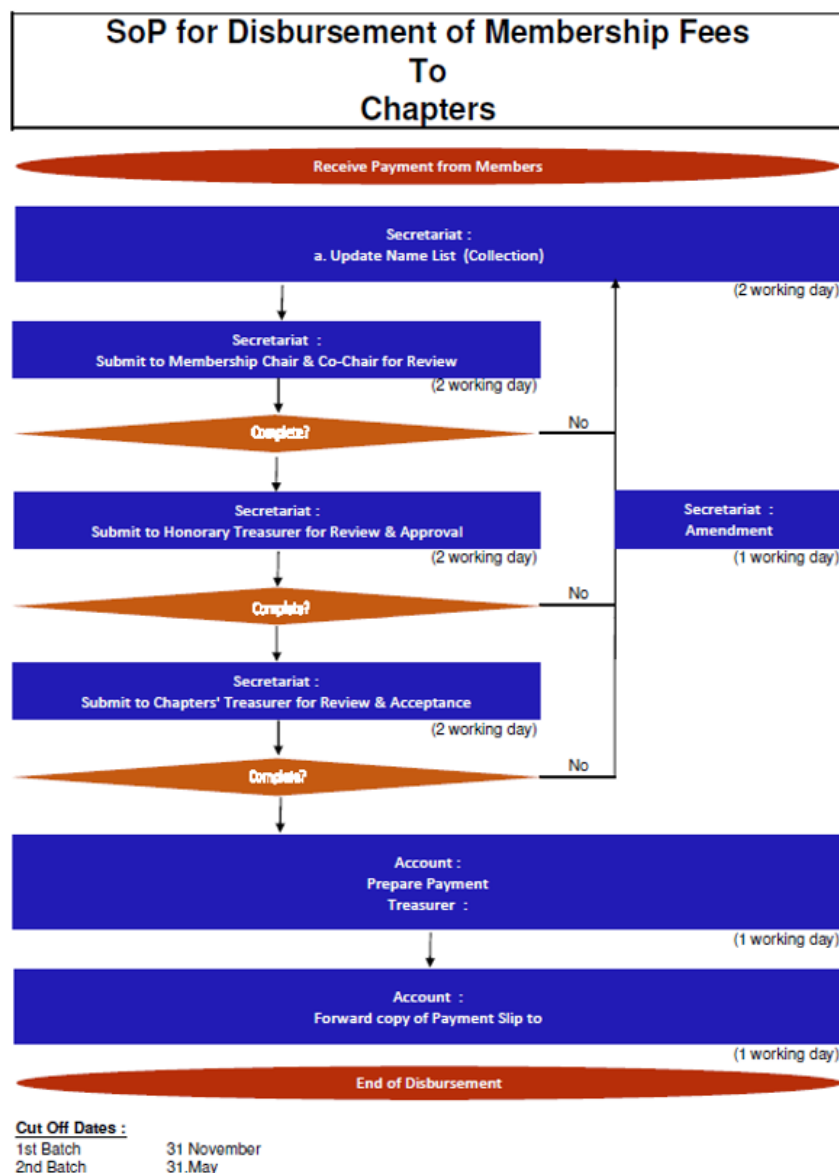 SoP for Disbursement of Membership Fees
To
Chapters
Receive Payment from Members
Secretariat :
a. Update Name List (Collection)
(2 working day)
Secretariat :
Submit to Membership Chair & Co-Chair for Review
(2 working day)
Complete?
No
Secretariat :
Submit to Honorary Treasurer for Review & Approval
(2 working day)
Secretariat :
Amendment
(1 working day)
Complete?
No
Secretariat :
Submit to Chapters' Treasurer for Review & Acceptance
(2 working day)
Complete?
No
Account :
Prepare Payment
Treasurer :
(1 working day)
Account :
Forward copy of Payment Slip to
(1 working day)
End of Disbursement
Cut Off Dates :
1st Batch 31 November
2nd Batch 31.May